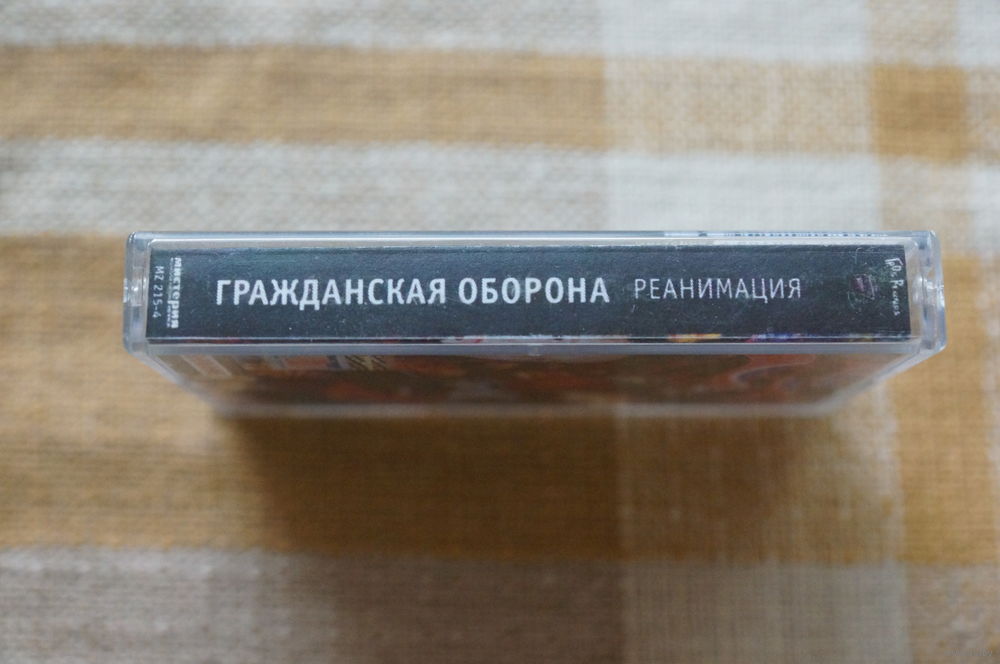 мистерия
MZ 215-4
ГРАЖДАНСКАЯ ОБОРОНА РЕАНИМАЦИЯ